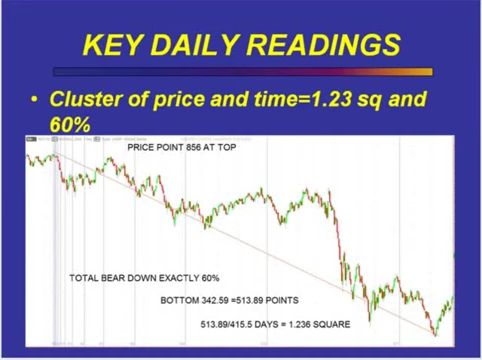 KEY DAILY READINGS
• Cluster of price and time=1.23 sq and
60%
PRICE POINT 856 AT TOP
TOTAL BEAR DOWN EXACTLY 60%
BOTTOM 342.59 =513.89 POINTS
513.89/415.5 DAYS = 1.236 SQUARE